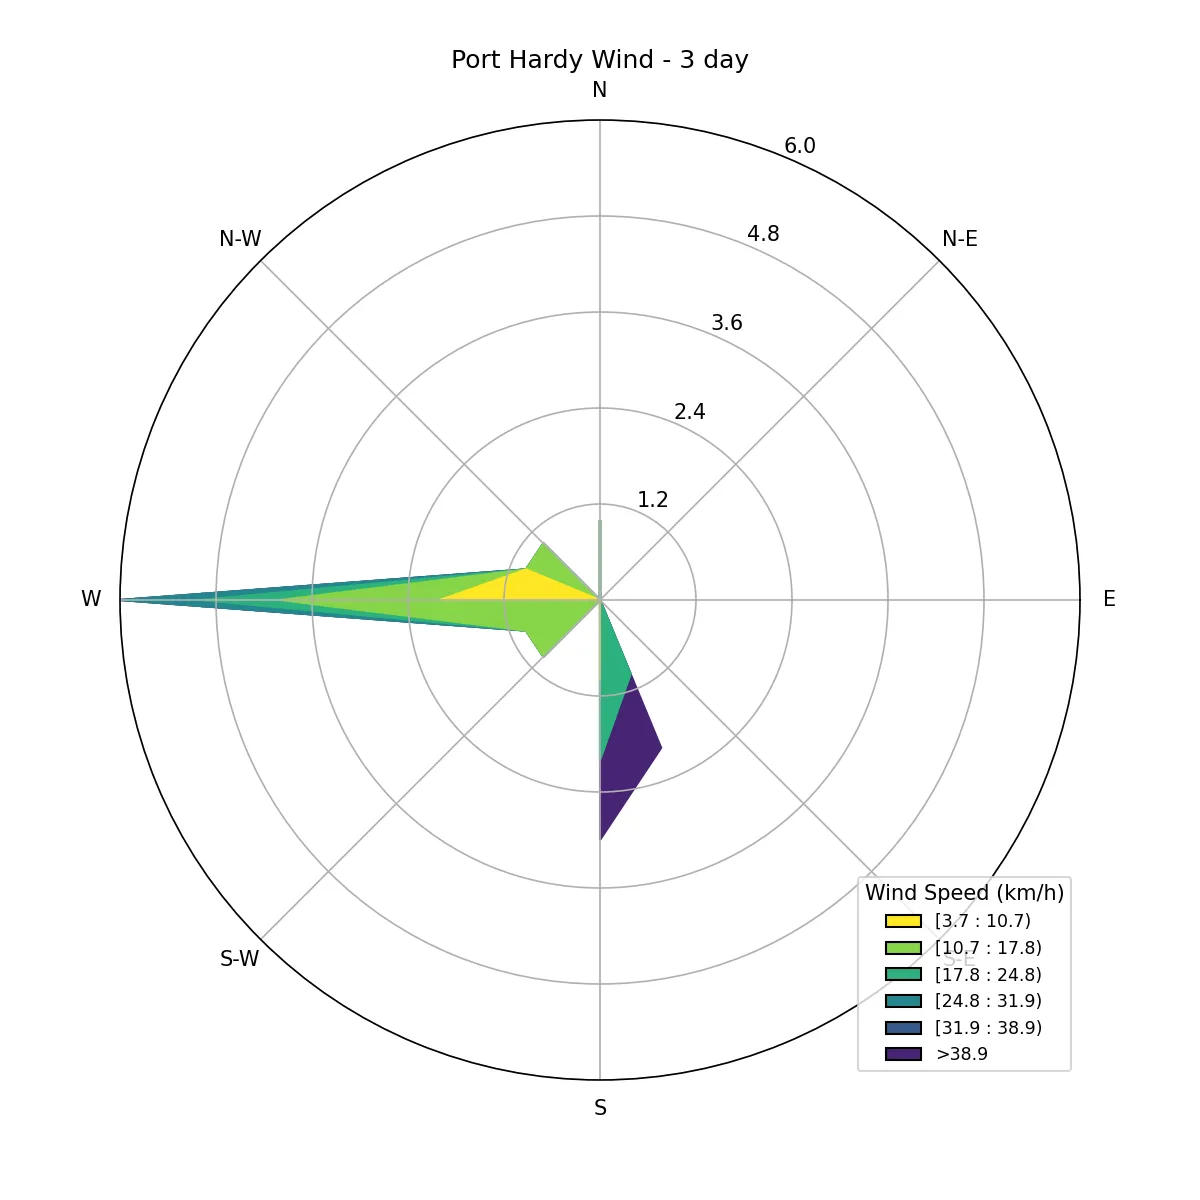 Port Hardy Wind - 3 day
N
6.0
N-W
N-E
4.8
3.6
2.4
1.2
W
E
S-W
S-E
S
Wind Speed (km/h)
[3.7 : 10.7)
[10.7 : 17.8)
[17.8 : 24.8)
[24.8 : 31.9)
[31.9 : 38.9)
>38.9